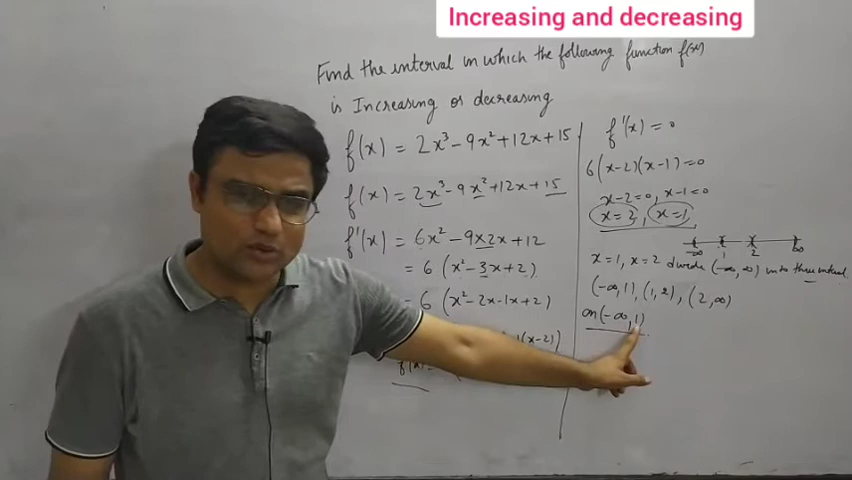 Increasing and decreasing
Find the interval in which the following function f(x)
is Increasing or decreasing
f(x) = 2x³ - 9x² + 12x + 15
f(x) = 2x³ - 9x² + 12x + 15
f'(x) = 6x² - 9x2x + 12
= 6 (x² - 3x + 2)
= 6 (x² - 2x - 1x + 2)
(x-2)
f'(x) = 0
6(x-2)(x-1) = 0
x-2=0, x-1=0
x=2, x=1,
-∞ 1 2 ∞
x=1, x=2 divide (-∞, ∞) into three interval
(-∞, 1), (1, 2), (2, ∞)
on (-∞, 1)